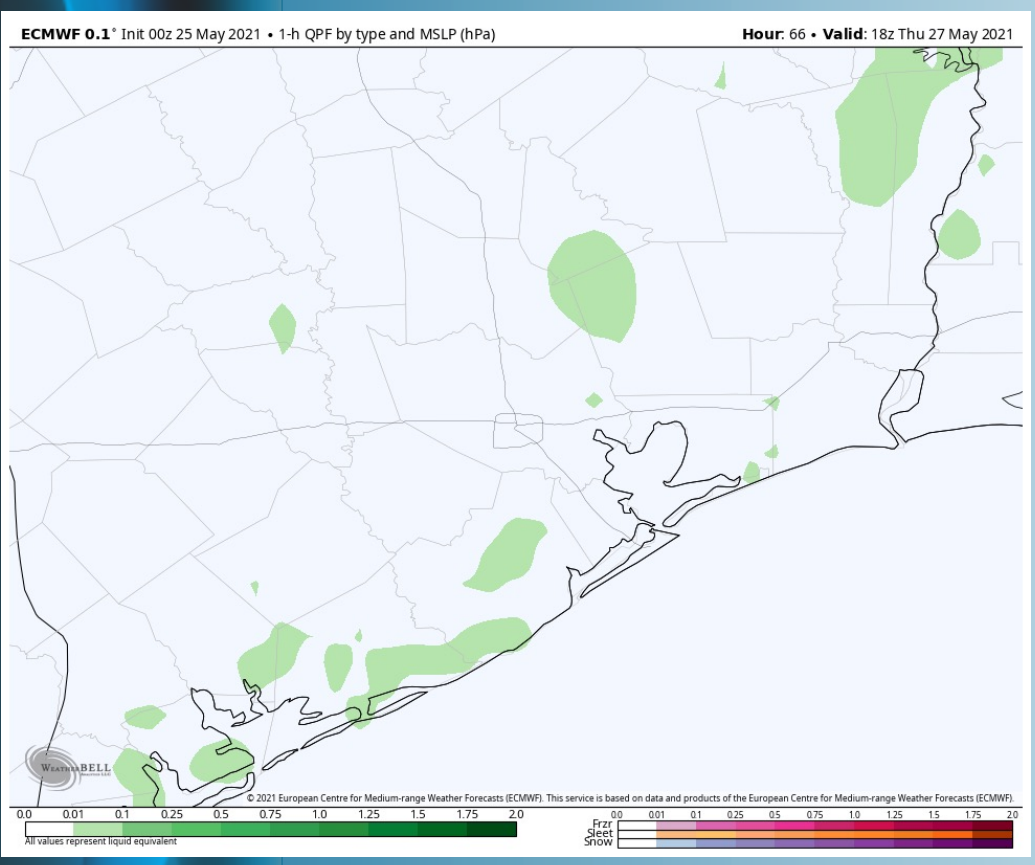 ECMWF 0.1° Init 00z 25 May 2021 • 1-h QPF by type and MSLP (hPa)
Hour: 66 • Valid: 18z Thu 27 May 2021
WEATHERBELL
© 2021 European Centre for Medium-range Weather Forecasts (ECMWF). This service is based on data and products of the European Centre for Medium-range Weather Forecasts (ECMWF).
0.0 0.01 0.1 0.25 0.5 0.75 1.0 1.25 1.5 1.75 2.0
All values represent liquid equivalent
0.0 0.01 0.1 0.25 0.5 0.75 1.0 1.25 1.5 1.75 2.0
Frzr
Sleet
Snow